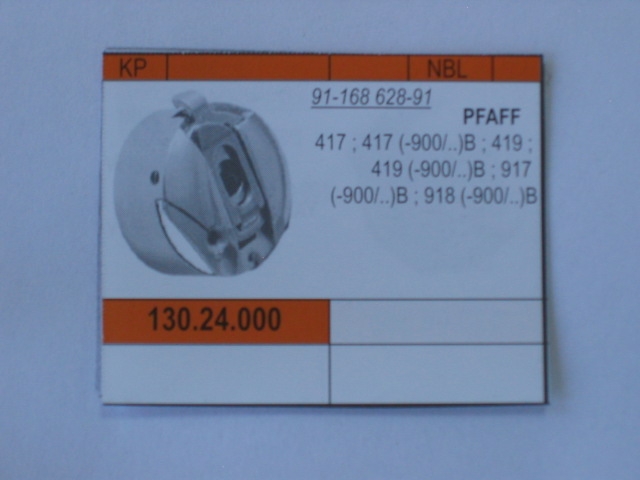 KP NBL
91-168 628-91
PFAFF
417 ; 417 (-900/..)B ; 419 ;
419 (-900/..)B ; 917
(-900/..)B ; 918 (-900/..)B
130.24.000